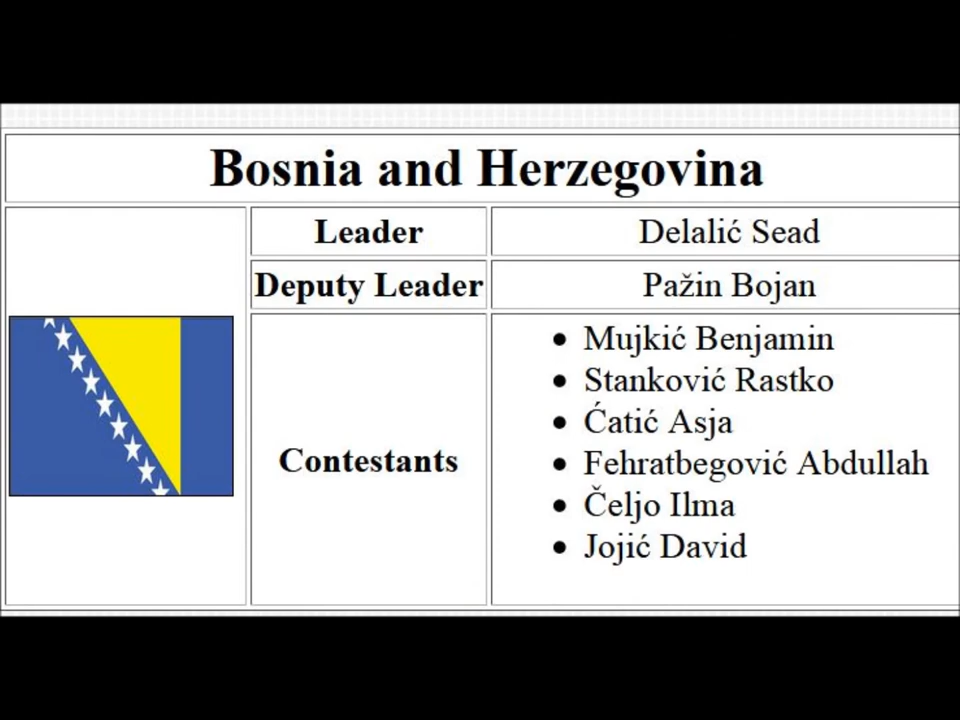 Bosnia and Herzegovina
Leader
Delalić Sead
Deputy Leader
Pažin Bojan
Contestants
• Mujkić Benjamin
• Stanković Rastko
• Ćatić Asja
• Fehratbegović Abdullah
• Čeljo Ilma
• Jojić David